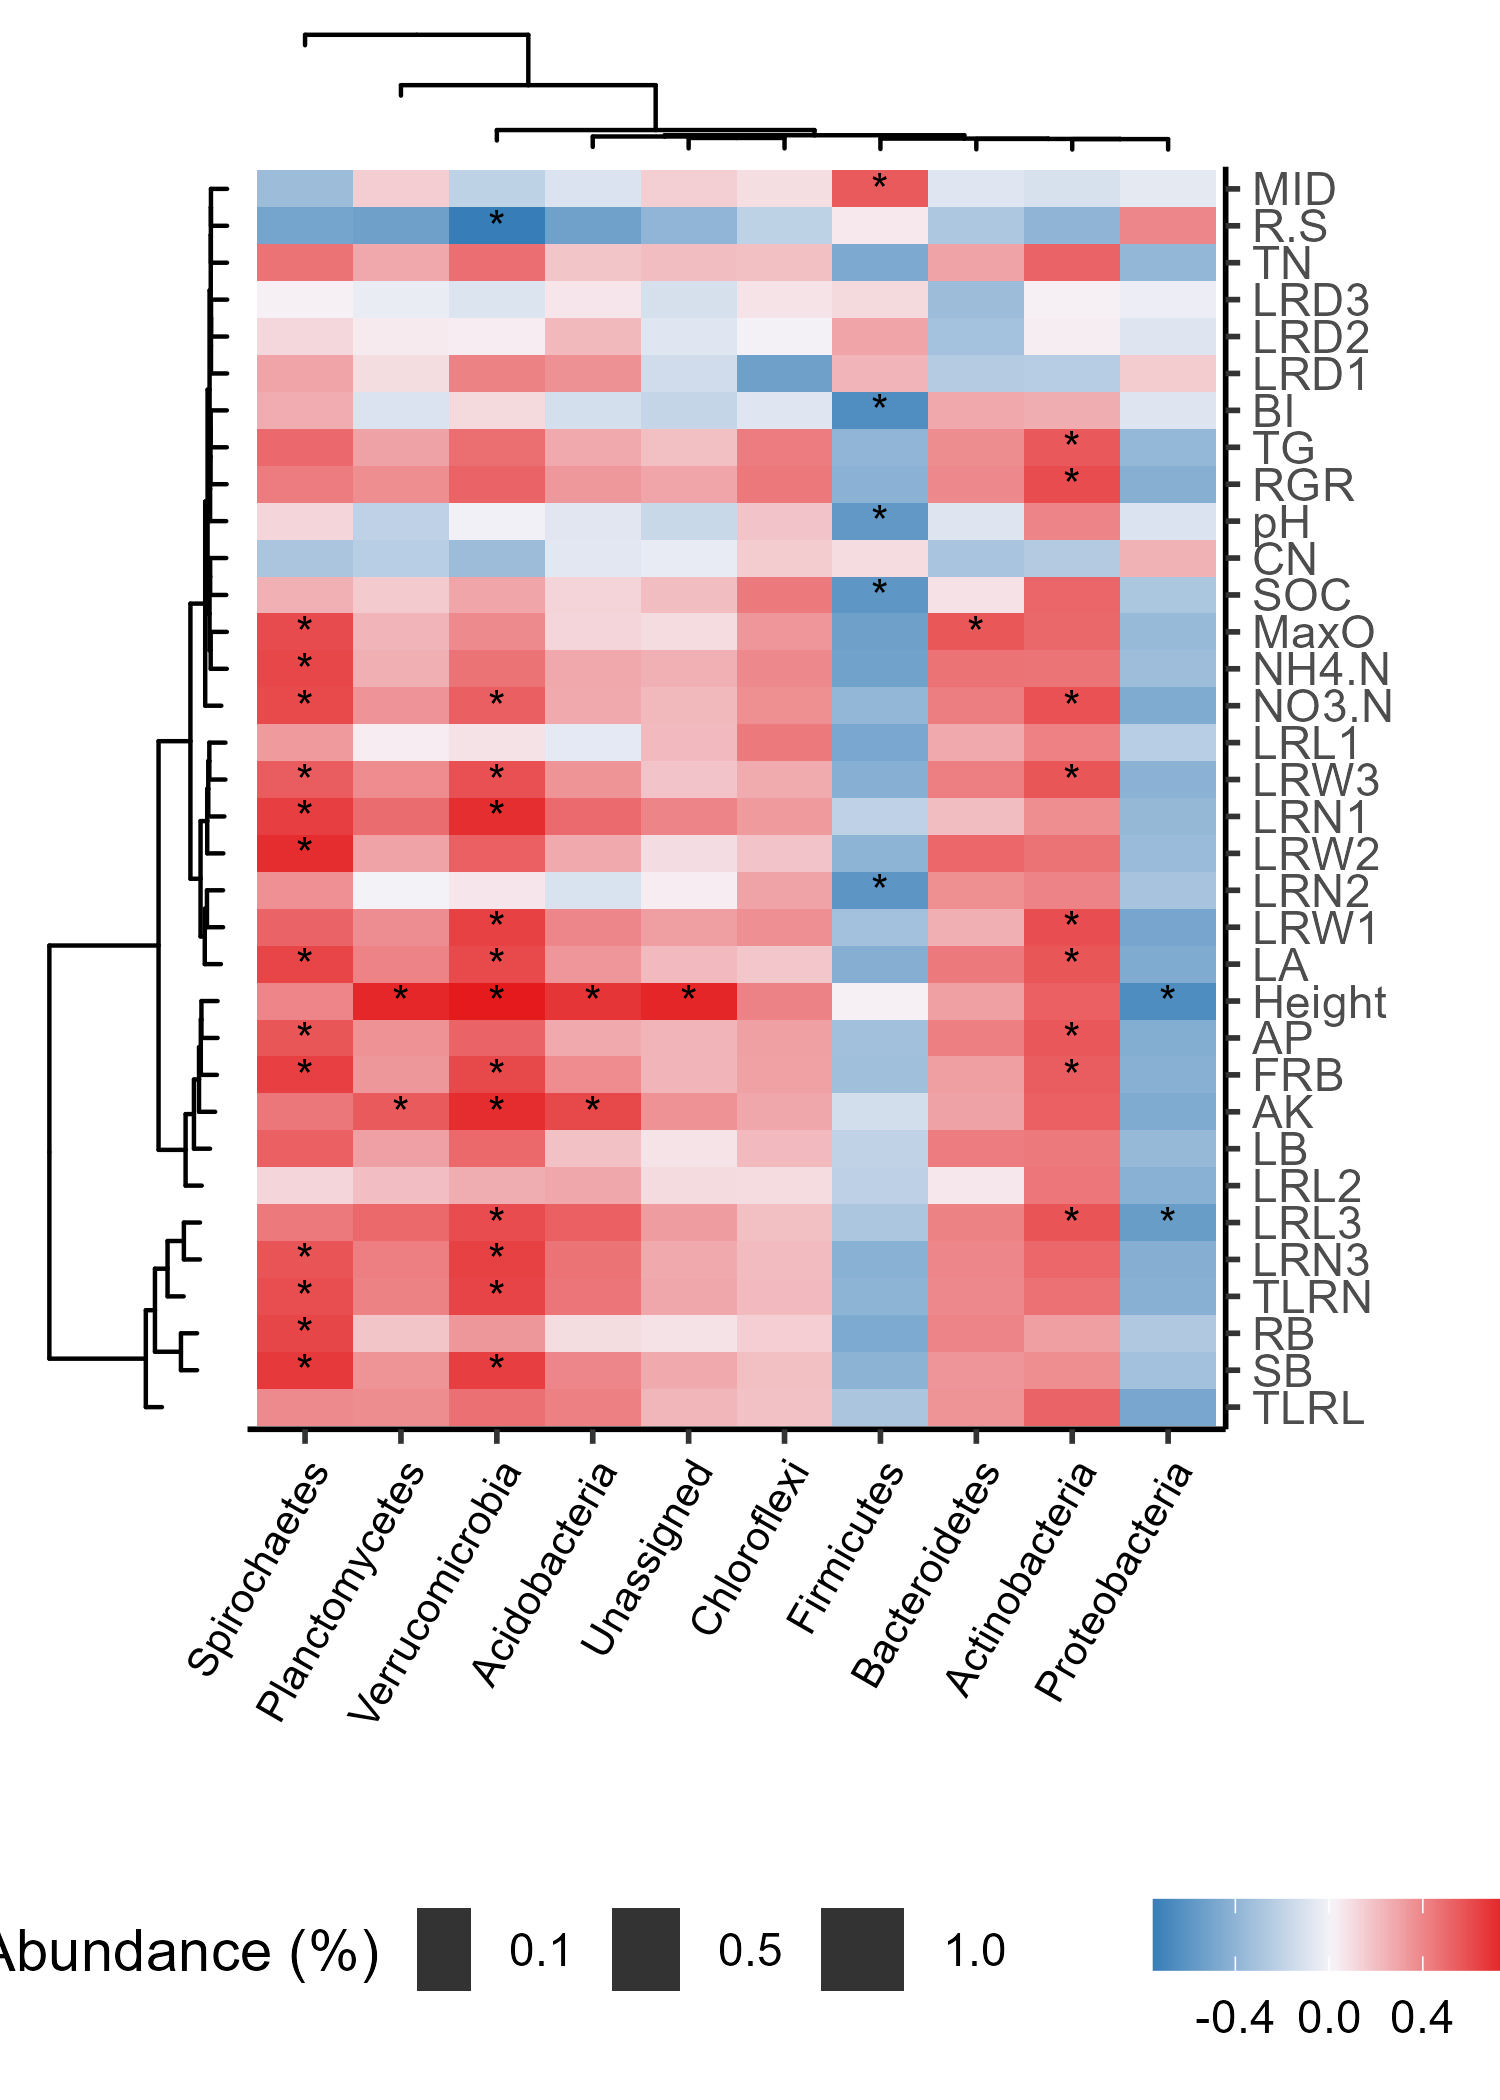 MID
R.S
TN
LRD3
LRD2
LRD1
BI
TG
RGR
pH
CN
SOC
MaxO
NH4.N
NO3.N
LRL1
LRW3
LRN1
LRW2
LRN2
LRW1
LA
Height
AP
FRB
AK
LB
LRL2
LRL3
LRN3
TLRN
RB
SB
TLRL
Spirochaetes
Planctomycetes
Verrucomicrobia
Acidobacteria
Unassigned
Chloroflexi
Firmicutes
Bacteroidetes
Actinobacteria
Proteobacteria
Abundance (%) 0.1 0.5 1.0
-0.4 0.0 0.4